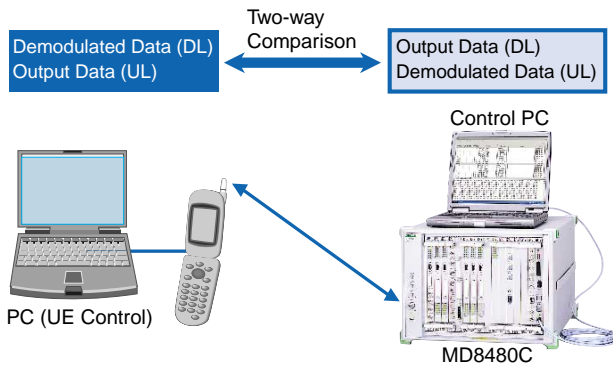 Two-way
Comparison
Demodulated Data (DL)
Output Data (UL)
Output Data (DL)
Demodulated Data (UL)
Control PC
PC (UE Control)
MD8480C